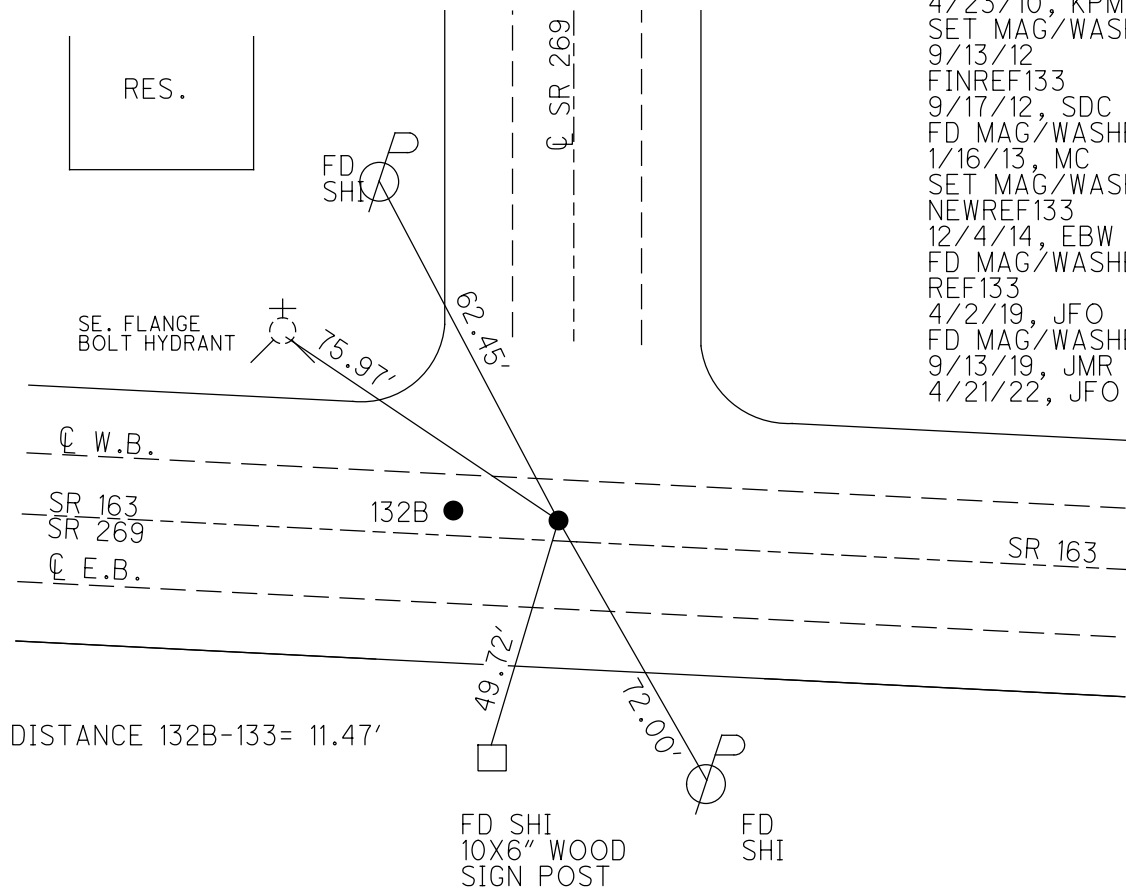 RES.
℄ SR 269
FD
SHI
SE. FLANGE
BOLT HYDRANT
62.45'
75.97'
℄ W.B.
SR 163
SR 269
℄ E.B.
132B
SR 163
49.72'
72.00'
DISTANCE 132B-133= 11.47'
FD SHI
10X6" WOOD
SIGN POST
FD
SHI
4/23/10, KPM
SET MAG/WASH
9/13/12
FINREF133
9/17/12, SDC
FD MAG/WASHE
1/16/13, MC
SET MAG/WASH
NEWREF133
12/4/14, EBW
FD MAG/WASHE
REF133
4/2/19, JFO
FD MAG/WASHE
9/13/19, JMR
4/21/22, JFO